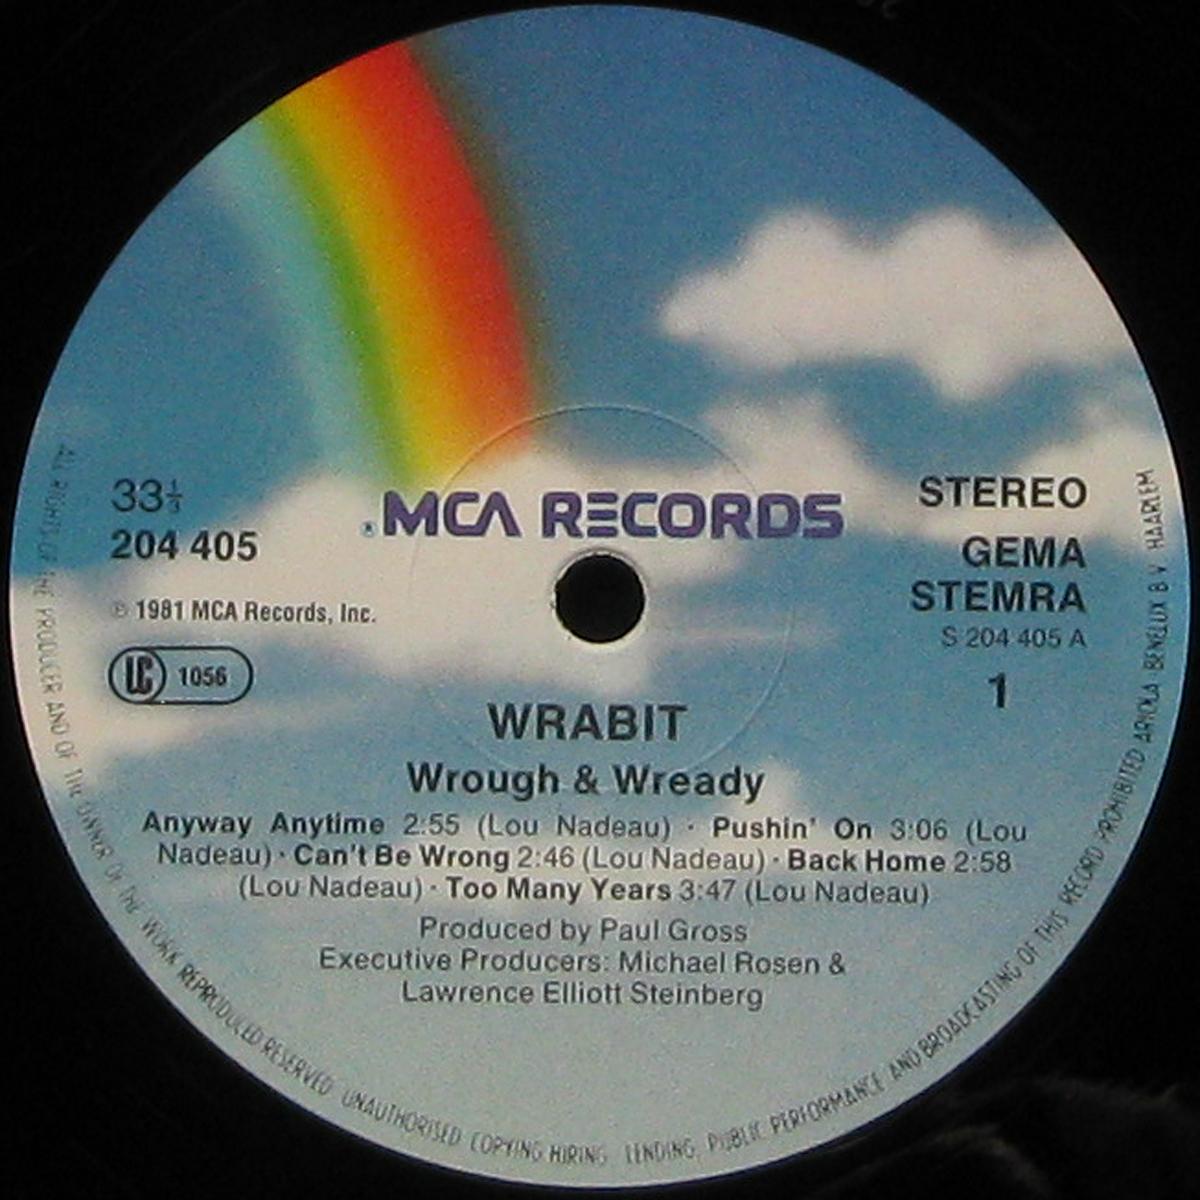 33⅓
204 405
℗ 1981 MCA Records, Inc.
LC 1056
® MCA RECORDS
STEREO
GEMA
STEMRA
S 204 405 A
1
WRABIT
Wrough & Wready
Anyway Anytime 2:55 (Lou Nadeau) · Pushin' On 3:06 (Lou
Nadeau) · Can't Be Wrong 2:46 (Lou Nadeau) · Back Home 2:58
(Lou Nadeau) · Too Many Years 3:47 (Lou Nadeau)
Produced by Paul Gross
Executive Producers: Michael Rosen &
Lawrence Elliott Steinberg
ALL RIGHTS OF THE PRODUCER AND OF THE OWNER OF THE WORK REPRODUCED RESERVED UNAUTHORISED COPYING HIRING LENDING, PUBLIC PERFORMANCE AND BROADCASTING OF THIS RECORD PROHIBITED ARIOLA BENELUX B V HAARLEM